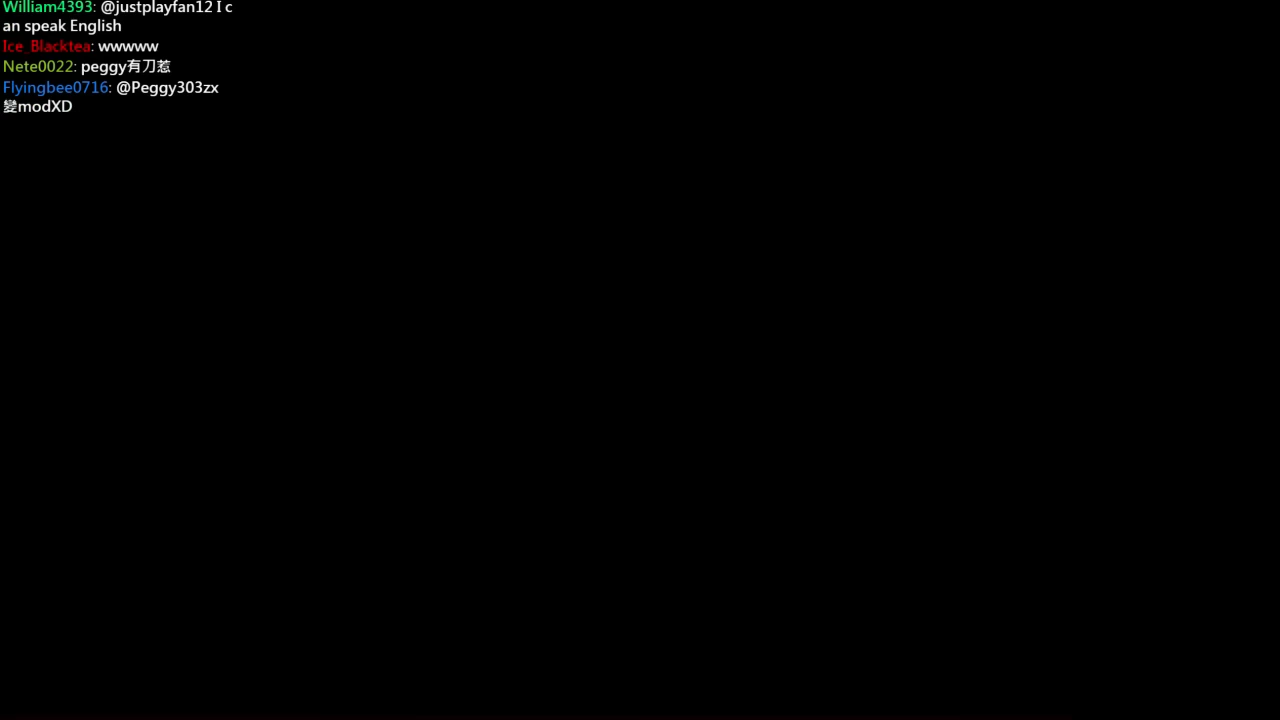 William4393: @justplayfan12 I c
an speak English
Ice_Blacktea: wwwww
Nete0022: peggy有刀惹
Flyingbee0716: @Peggy303zx
變modXD